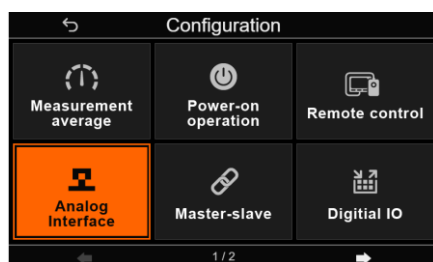 Configuration
Measurement
average
Power-on
operation
Remote control
Analog
Interface
Master-slave
Digitial IO
1/2